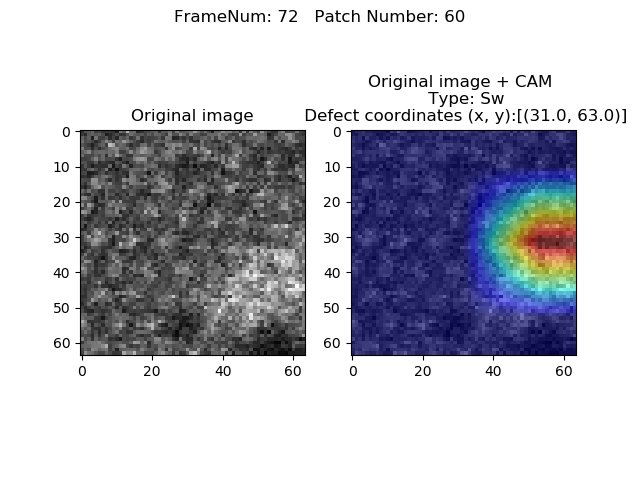 FrameNum: 72   Patch Number: 60
Original image
0
10
20
30
40
50
60
0 20 40 60
Original image + CAM
Type: Sw
Defect coordinates (x, y):[(31.0, 63.0)]
0
10
20
30
40
50
60
0 20 40 60